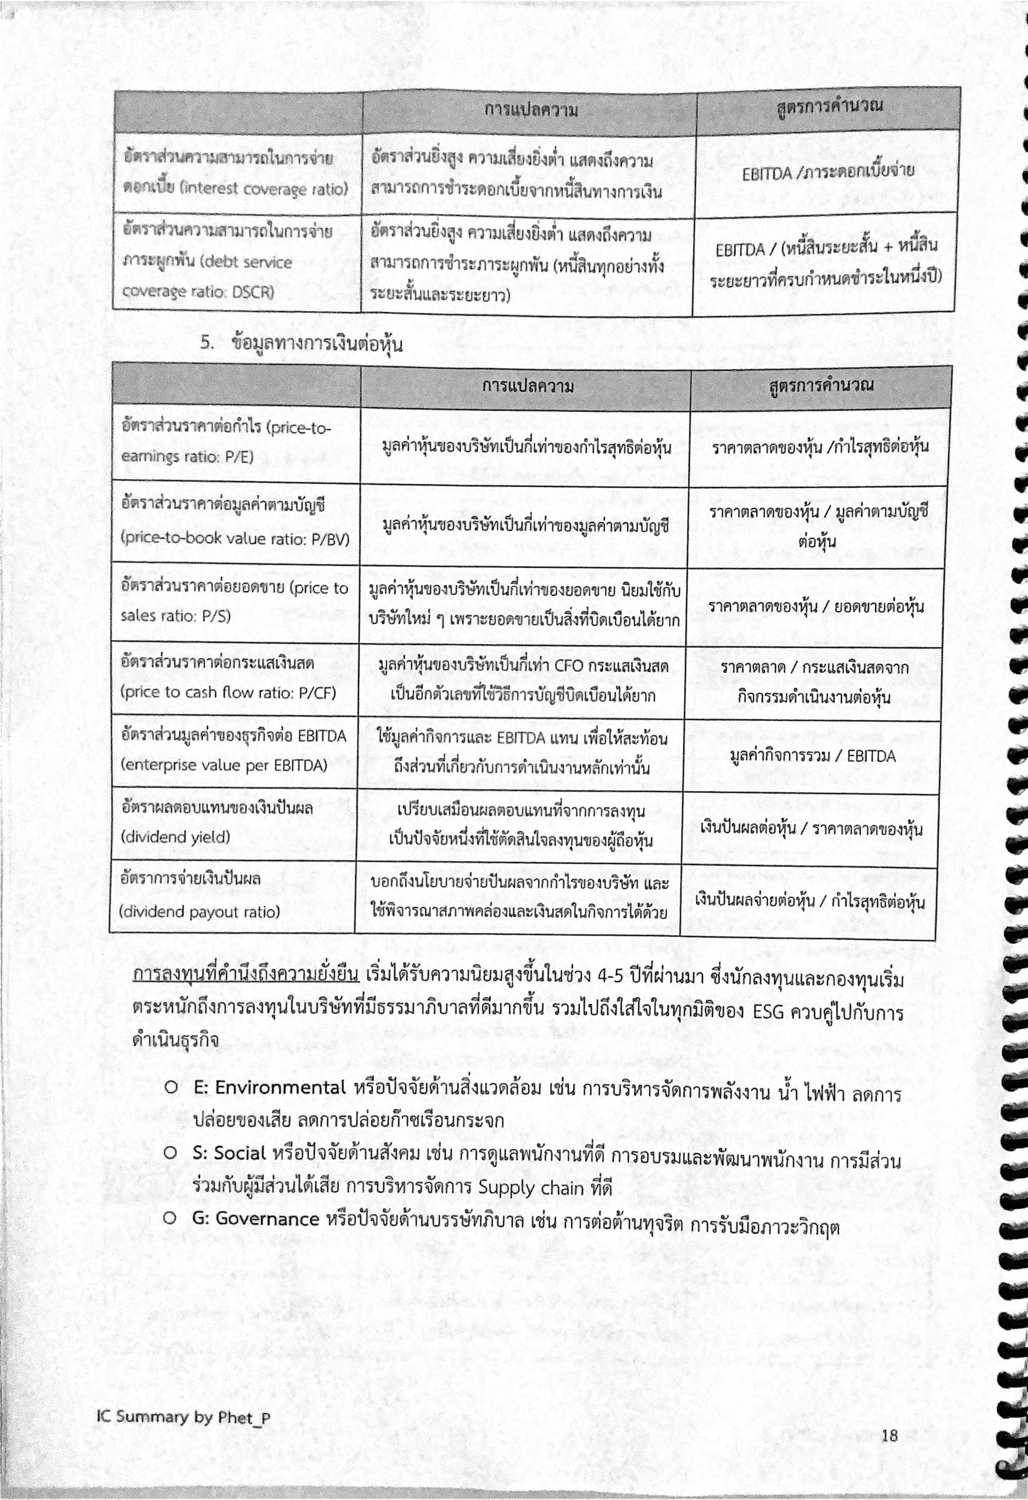 การแปลความ
สูตรการคำนวณ
อัตราส่วนความสามารถในการจ่าย
ดอกเบี้ย (interest coverage ratio)
อัตราส่วนยิ่งสูง ความเสี่ยงยิ่งต่ำ แสดงถึงความ
สามารถการชำระดอกเบี้ยจากหนี้สินทางการเงิน
EBITDA /ภาระดอกเบี้ยจ่าย
อัตราส่วนความสามารถในการจ่าย
ภาระผูกพัน (debt service
coverage ratio: DSCR)
อัตราส่วนยิ่งสูง ความเสี่ยงยิ่งต่ำ แสดงถึงความ
สามารถการชำระภาระผูกพัน (หนี้สินทุกอย่างทั้ง
ระยะสั้นและระยะยาว)
EBITDA / (หนี้สินระยะสั้น + หนี้สิน
ระยะยาวที่ครบกำหนดชำระในหนึ่งปี)
5. ข้อมูลทางการเงินต่อหุ้น
การแปลความ
สูตรการคำนวณ
อัตราส่วนราคาต่อกำไร (price-to-
earnings ratio: P/E)
มูลค่าหุ้นของบริษัทเป็นกี่เท่าของกำไรสุทธิต่อหุ้น
ราคาตลาดของหุ้น /กำไรสุทธิต่อหุ้น
อัตราส่วนราคาต่อมูลค่าตามบัญชี
(price-to-book value ratio: P/BV)
มูลค่าหุ้นของบริษัทเป็นกี่เท่าของมูลค่าตามบัญชี
ราคาตลาดของหุ้น / มูลค่าตามบัญชี
ต่อหุ้น
อัตราส่วนราคาต่อยอดขาย (price to
sales ratio: P/S)
มูลค่าหุ้นของบริษัทเป็นกี่เท่าของยอดขาย นิยมใช้กับ
บริษัทใหม่ ๆ เพราะยอดขายเป็นสิ่งที่บิดเบือนได้ยาก
ราคาตลาดของหุ้น / ยอดขายต่อหุ้น
อัตราส่วนราคาต่อกระแสเงินสด
(price to cash flow ratio: P/CF)
มูลค่าหุ้นของบริษัทเป็นกี่เท่า CFO กระแสเงินสด
เป็นอีกตัวเลขที่ใช้วิธีการบัญชีบิดเบือนได้ยาก
ราคาตลาด / กระแสเงินสดจาก
กิจกรรมดำเนินงานต่อหุ้น
อัตราส่วนมูลค่าของธุรกิจต่อ EBITDA
(enterprise value per EBITDA)
ใช้มูลค่ากิจการและ EBITDA แทน เพื่อให้สะท้อน
ถึงส่วนที่เกี่ยวกับการดำเนินงานหลักเท่านั้น
มูลค่ากิจการรวม / EBITDA
อัตราผลตอบแทนของเงินปันผล
(dividend yield)
เปรียบเสมือนผลตอบแทนที่จากการลงทุน
เป็นปัจจัยหนึ่งที่ใช้ตัดสินใจลงทุนของผู้ถือหุ้น
เงินปันผลต่อหุ้น / ราคาตลาดของหุ้น
อัตราการจ่ายเงินปันผล
(dividend payout ratio)
บอกถึงนโยบายจ่ายปันผลจากกำไรของบริษัท และ
ใช้พิจารณาสภาพคล่องและเงินสดในกิจการได้ด้วย
เงินปันผลจ่ายต่อหุ้น / กำไรสุทธิต่อหุ้น
การลงทุนที่คำนึงถึงความยั่งยืน เริ่มได้รับความนิยมสูงขึ้นในช่วง 4-5 ปีที่ผ่านมา ซึ่งนักลงทุนและกองทุนเริ่ม
ตระหนักถึงการลงทุนในบริษัทที่มีธรรมาภิบาลที่ดีมากขึ้น รวมไปถึงใส่ใจในทุกมิติของ ESG ควบคู่ไปกับการ
ดำเนินธุรกิจ
O E: Environmental หรือปัจจัยด้านสิ่งแวดล้อม เช่น การบริหารจัดการพลังงาน น้ำ ไฟฟ้า ลดการ
ปล่อยของเสีย ลดการปล่อยก๊าซเรือนกระจก
O S: Social หรือปัจจัยด้านสังคม เช่น การดูแลพนักงานที่ดี การอบรมและพัฒนาพนักงาน การมีส่วน
ร่วมกับผู้มีส่วนได้เสีย การบริหารจัดการ Supply chain ที่ดี
O G: Governance หรือปัจจัยด้านบรรษัทภิบาล เช่น การต่อต้านทุจริต การรับมือภาวะวิกฤต
IC Summary by Phet_P
18